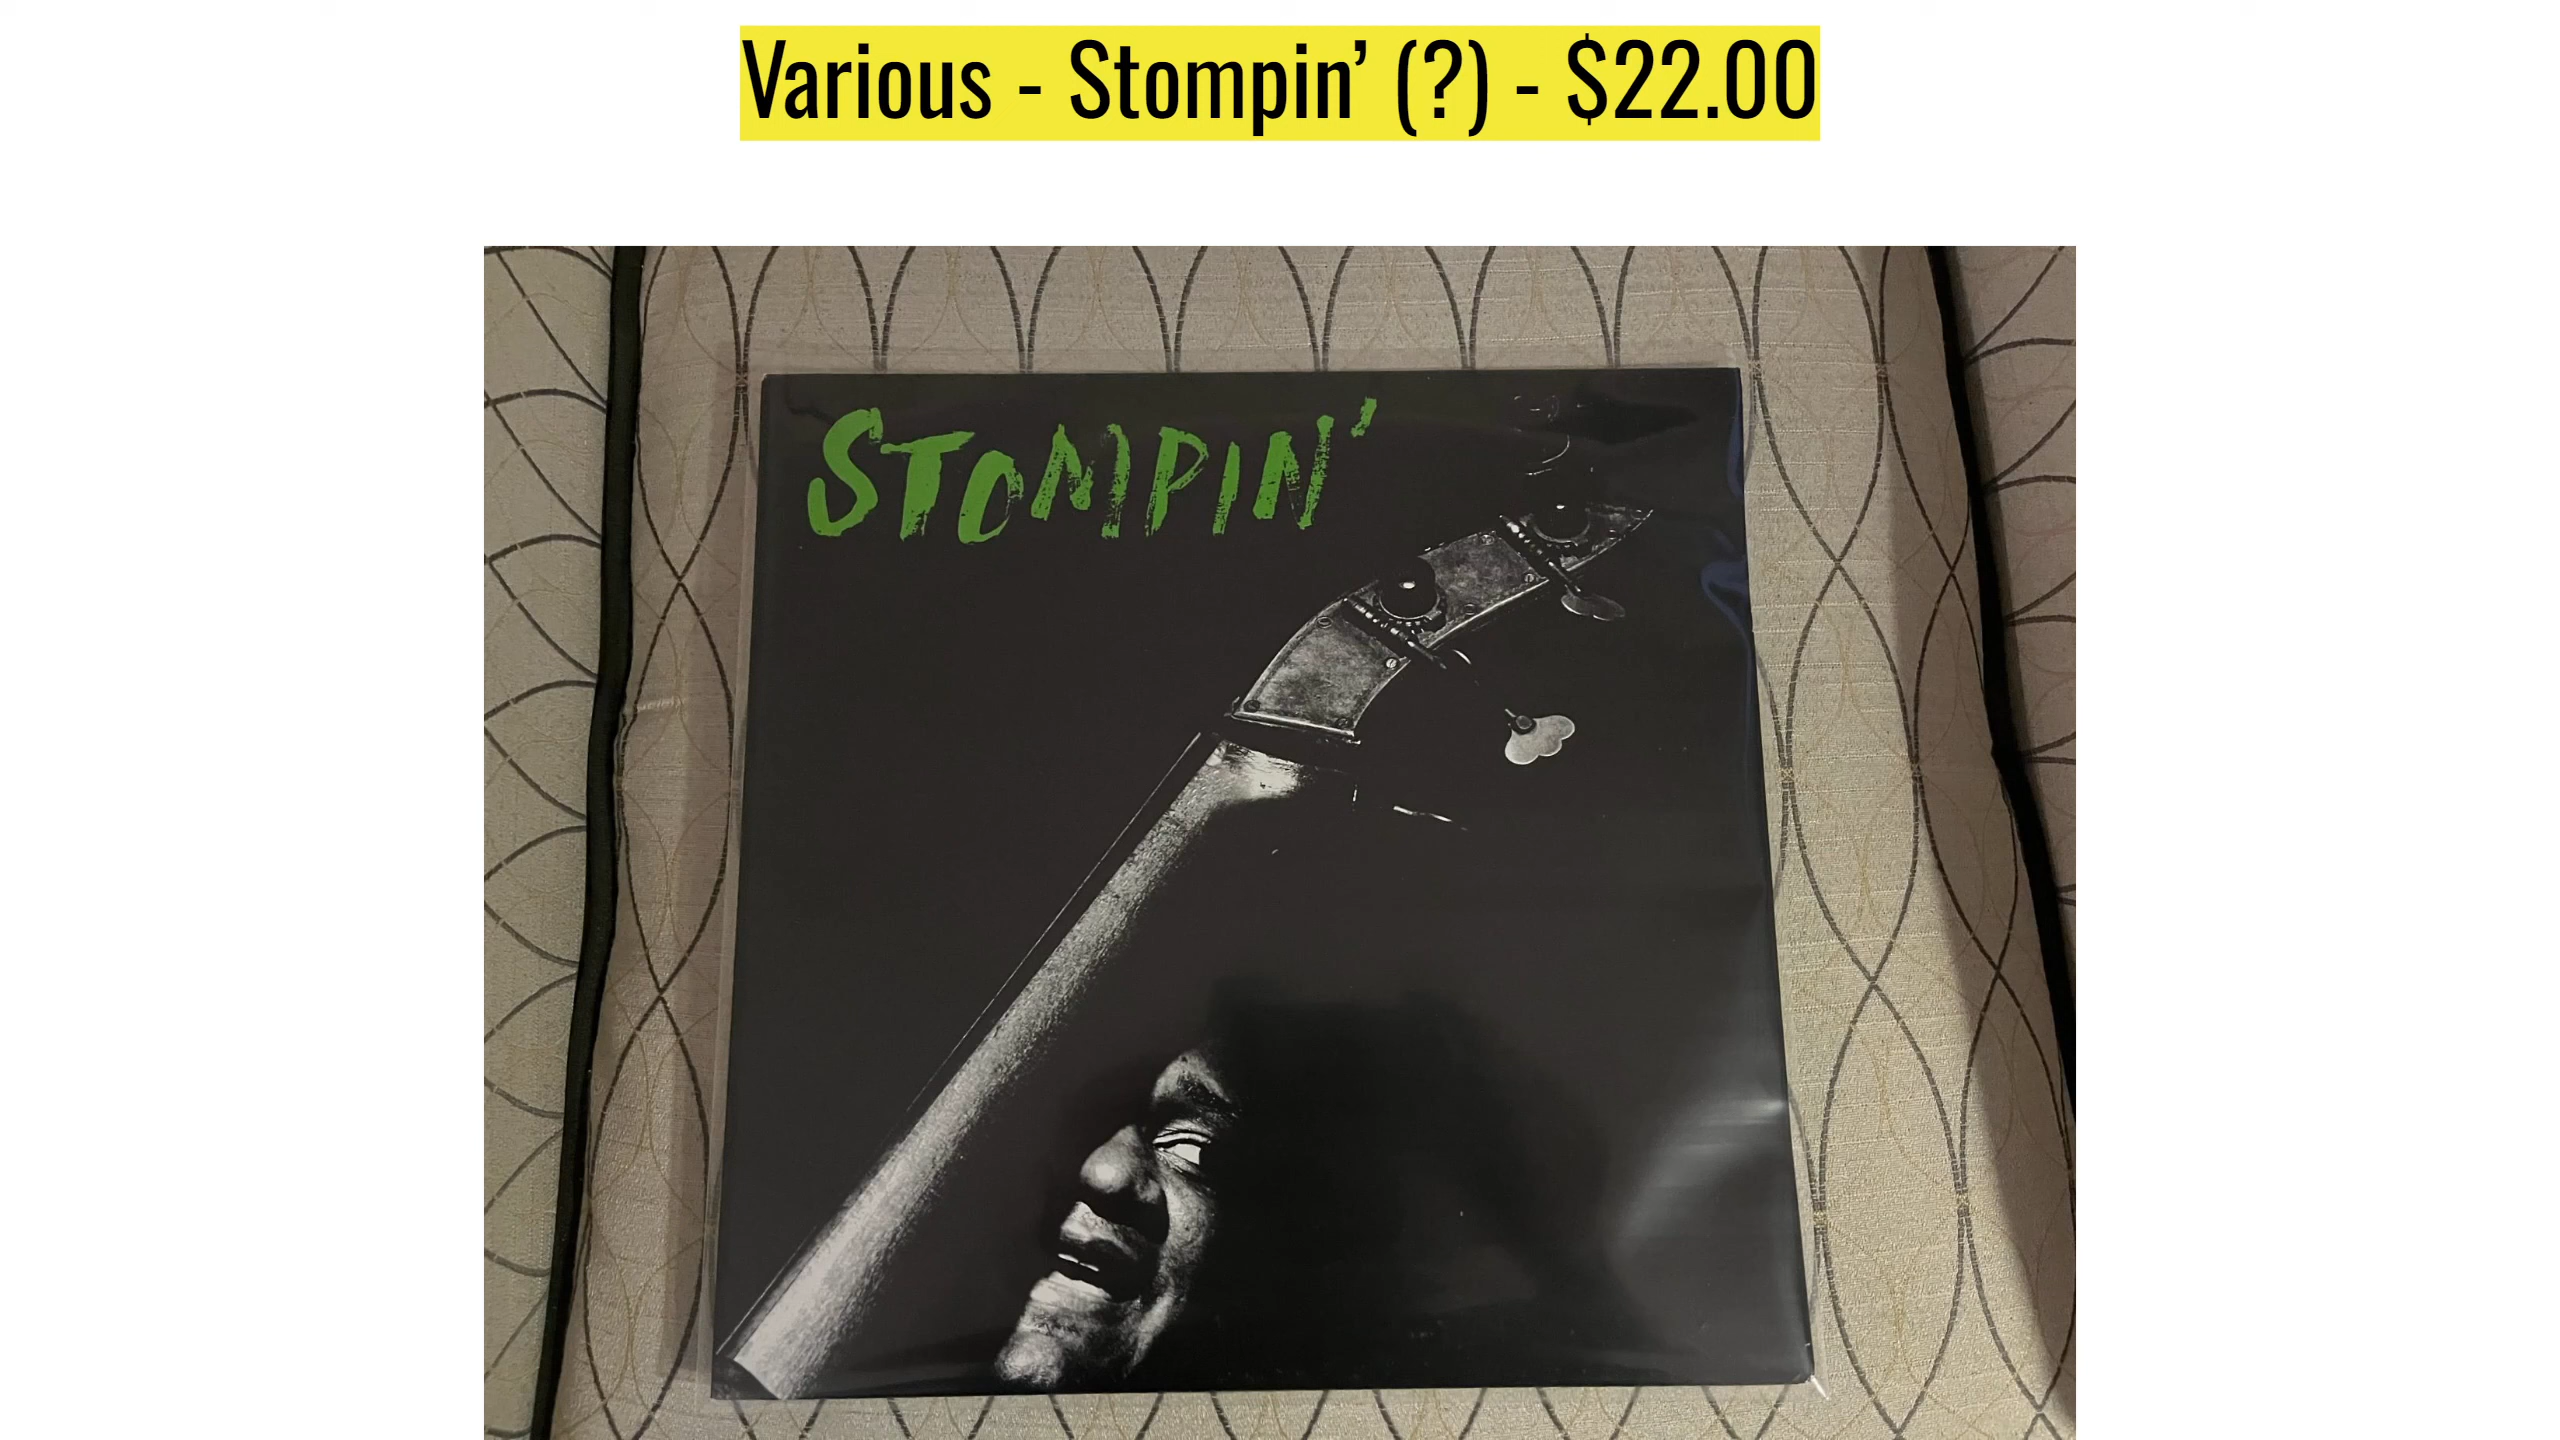 Various - Stompin’ (?) - $22.00
STOMPIN’